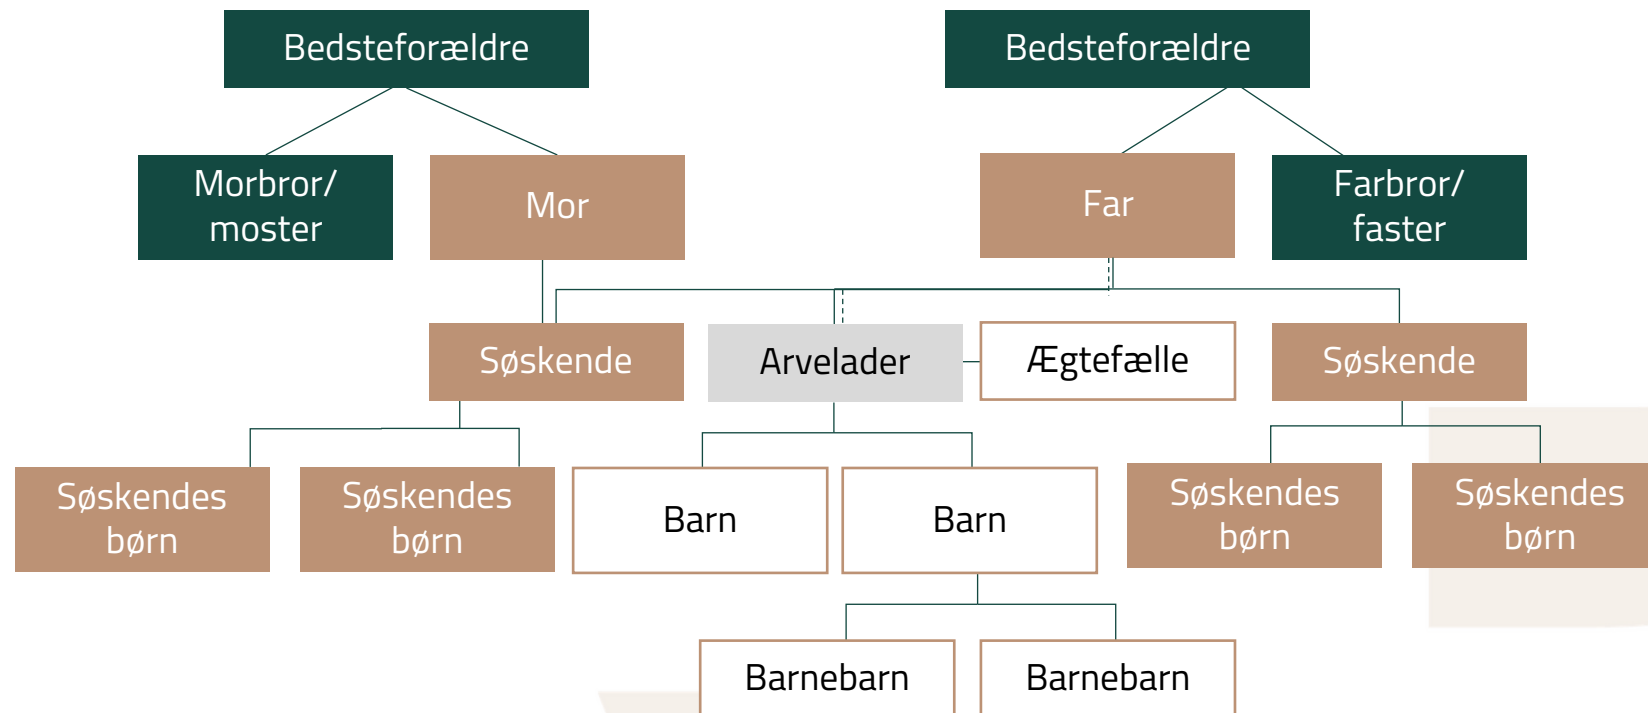 Bedsteforældre
Bedsteforældre
Morbror/
moster
Mor
Far
Farbror/
faster
Søskende
Arvelader
Ægtefælle
Søskende
Søskendes
børn
Søskendes
børn
Barn
Barn
Søskendes
børn
Søskendes
børn
Barnebarn
Barnebarn